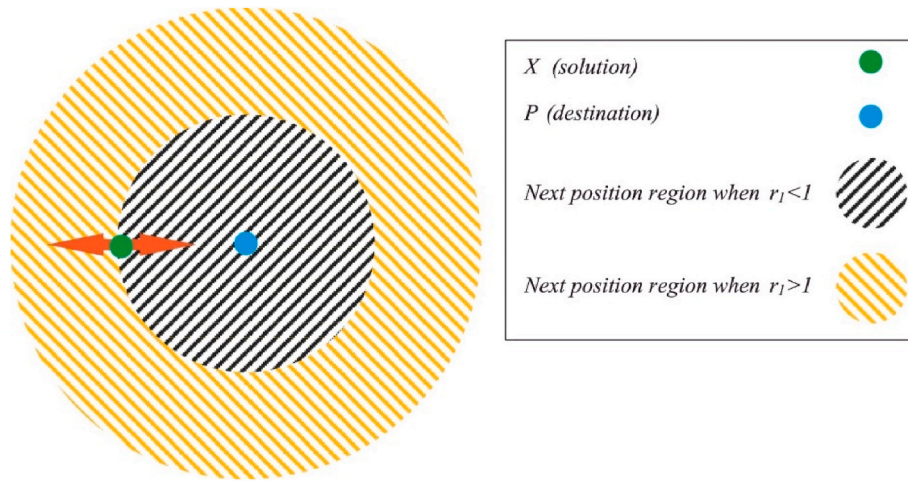 X (solution)
P (destination)
Next position region when r₁<1
Next position region when r₁>1